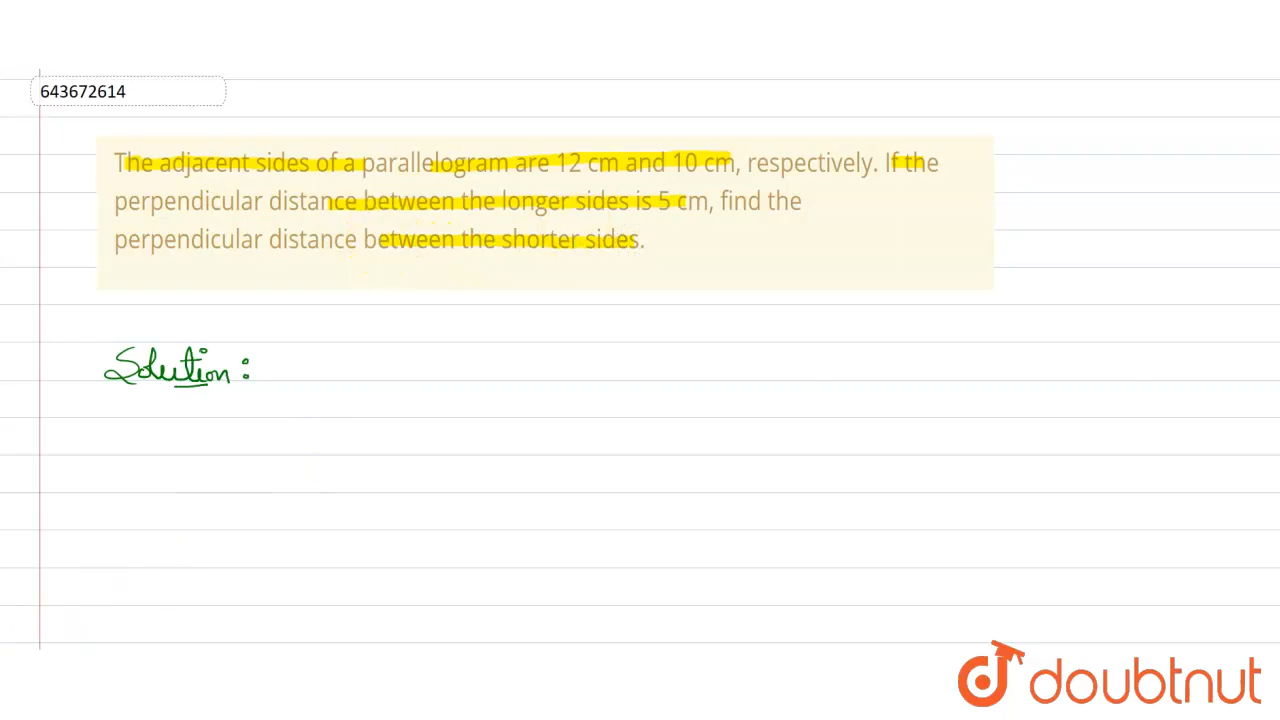 643672614
The adjacent sides of a parallelogram are 12 cm and 10 cm, respectively. If the
perpendicular distance between the longer sides is 5 cm, find the
perpendicular distance between the shorter sides.
Solution :
doubtnut